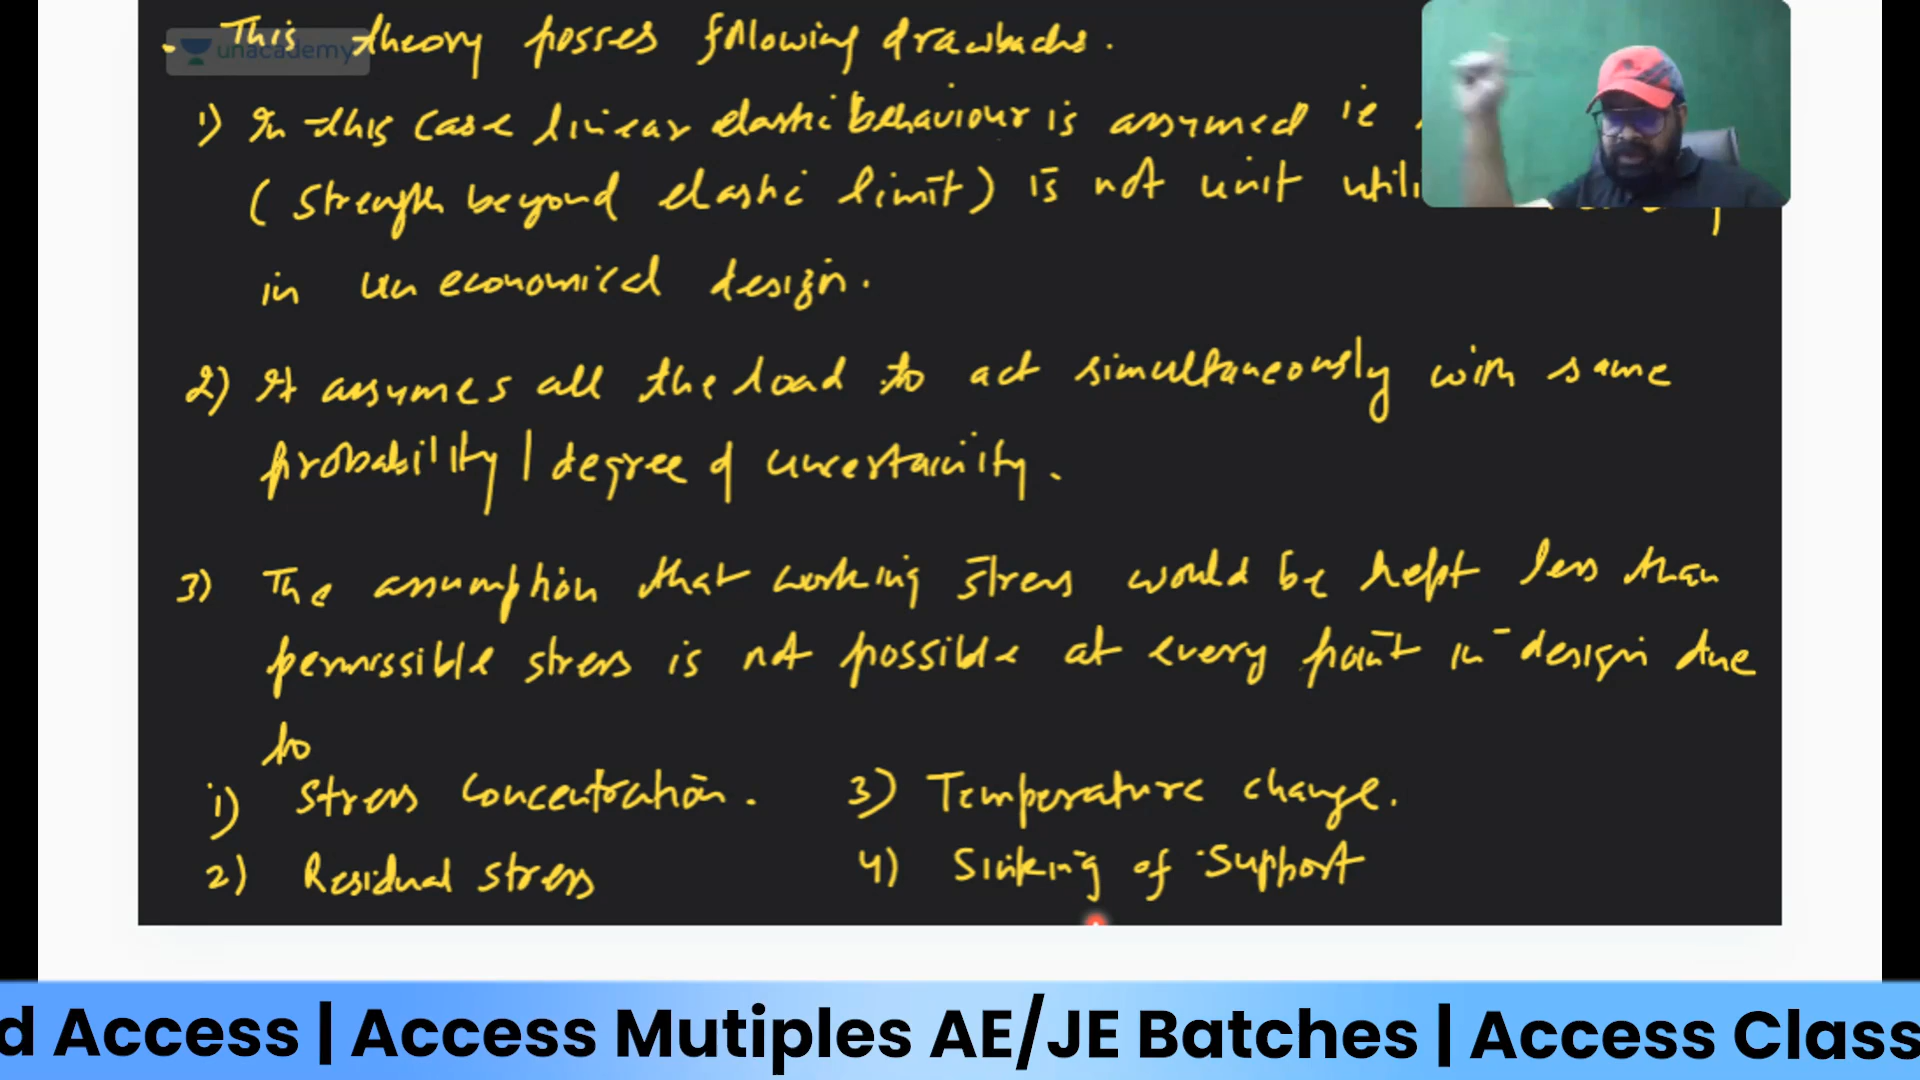 This theory posses following drawbacks.
unacademy
1) In this case linear elastic behaviour is assumed ie
(strength beyond elastic limit) is not unit utili
in un economical design.
2) It assumes all the load to act simultaneously with same
probability / degree of uncertainity.
3) The assumption that working stress would be kept less than
permissible stress is not possible at every point in design due
to
i) Stress Concentration. 3) Temperature change.
2) Residual stress 4) Sinking of Support
d Access | Access Mutiples AE/JE Batches | Access Class